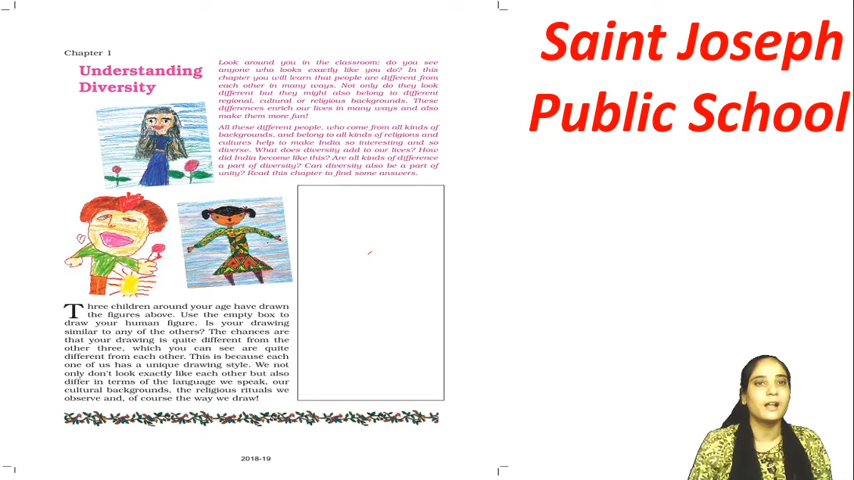 Chapter 1
Understanding
Diversity
Look around you in the classroom: do you see
anyone who looks exactly like you do? In this
chapter you will learn that people are different from
each other in many ways. Not only do they look
different but they might also belong to different
regional, cultural or religious backgrounds. These
differences enrich our lives in many ways and also
make them more fun!
All these different people, who come from all kinds of
backgrounds, and belong to all kinds of religions and
cultures help to make India so interesting and so
diverse. What does diversity add to our lives? How
did India become like this? Are all kinds of difference
a part of diversity? Can diversity also be a part of
unity? Read this chapter to find some answers.
Three children around your age have drawn
the figures above. Use the empty box to
draw your human figure. Is your drawing
similar to any of the others? The chances are
that your drawing is quite different from the
other three, which you can see are quite
different from each other. This is because each
one of us has a unique drawing style. We not
only don't look exactly like each other but also
differ in terms of the language we speak, our
cultural backgrounds, the religious rituals we
observe and, of course the way we draw!
2018-19
Saint Joseph
Public School